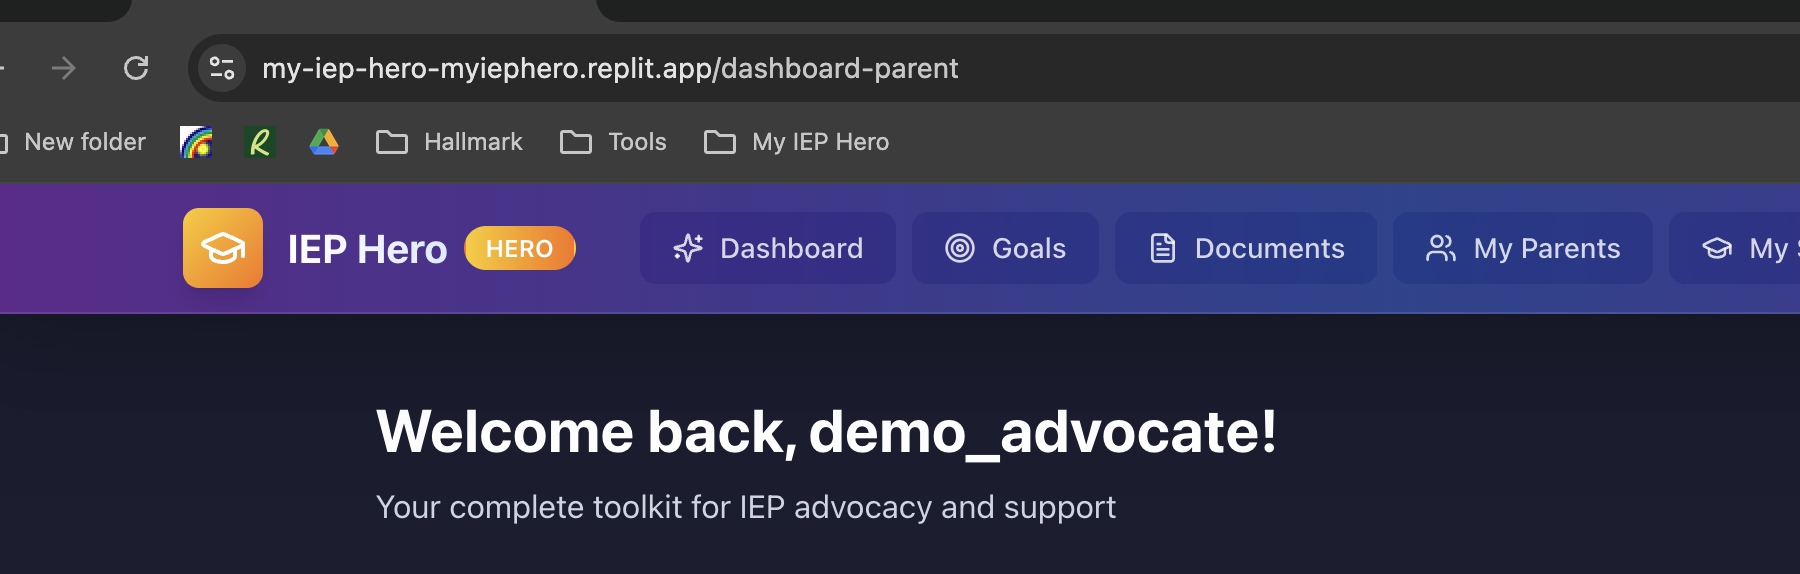 my-iep-hero-myiephero.replit.app/dashboard-parent
New folder R Hallmark Tools My IEP Hero
IEP Hero HERO Dashboard Goals Documents My Parents My
Welcome back, demo_advocate!
Your complete toolkit for IEP advocacy and support